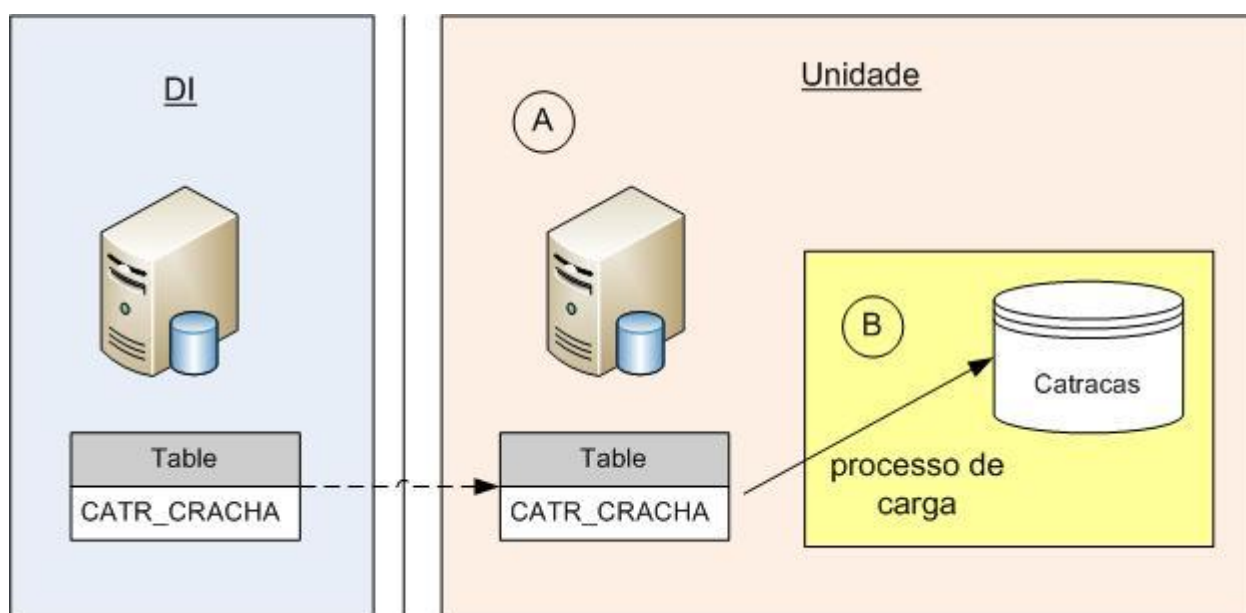 DI
Unidade
A
B
Catracas
Table
CATR_CRACHA
Table
CATR_CRACHA
processo de
carga